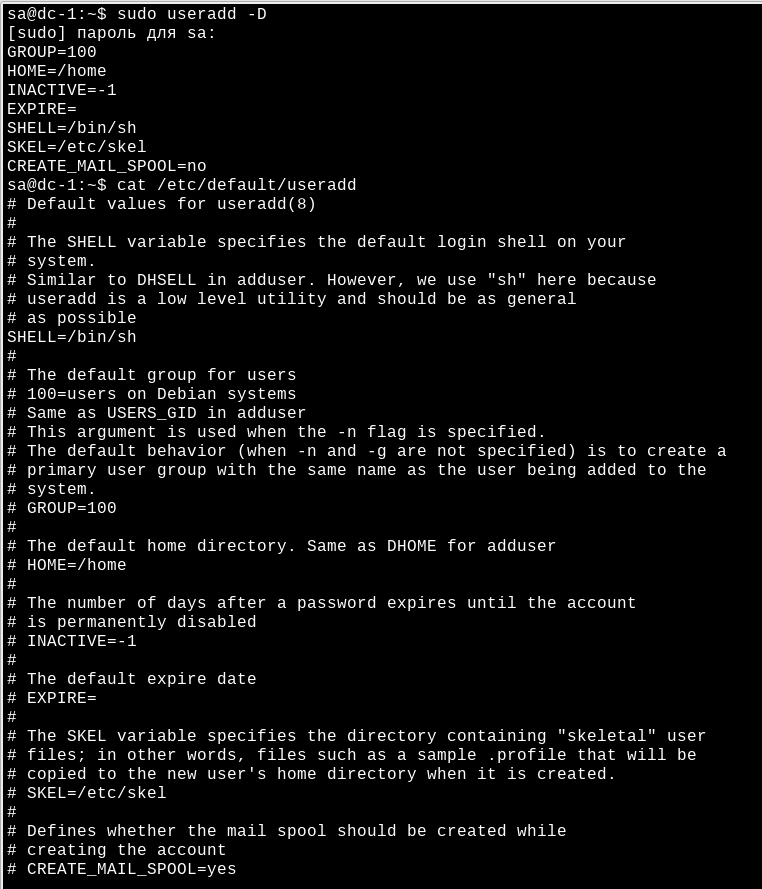 sa@dc-1:~$ sudo useradd -D
[sudo] пароль для sa:
GROUP=100
HOME=/home
INACTIVE=-1
EXPIRE=
SHELL=/bin/sh
SKEL=/etc/skel
CREATE_MAIL_SPOOL=no
sa@dc-1:~$ cat /etc/default/useradd
# Default values for useradd(8)
#
# The SHELL variable specifies the default login shell on your
# system.
# Similar to DHSELL in adduser. However, we use "sh" here because
# useradd is a low level utility and should be as general
# as possible
SHELL=/bin/sh
#
# The default group for users
# 100=users on Debian systems
# Same as USERS_GID in adduser
# This argument is used when the -n flag is specified.
# The default behavior (when -n and -g are not specified) is to create a
# primary user group with the same name as the user being added to the
# system.
# GROUP=100
#
# The default home directory. Same as DHOME for adduser
# HOME=/home
#
# The number of days after a password expires until the account
# is permanently disabled
# INACTIVE=-1
#
# The default expire date
# EXPIRE=
#
# The SKEL variable specifies the directory containing "skeletal" user
# files; in other words, files such as a sample .profile that will be
# copied to the new user's home directory when it is created.
# SKEL=/etc/skel
#
# Defines whether the mail spool should be created while
# creating the account
# CREATE_MAIL_SPOOL=yes